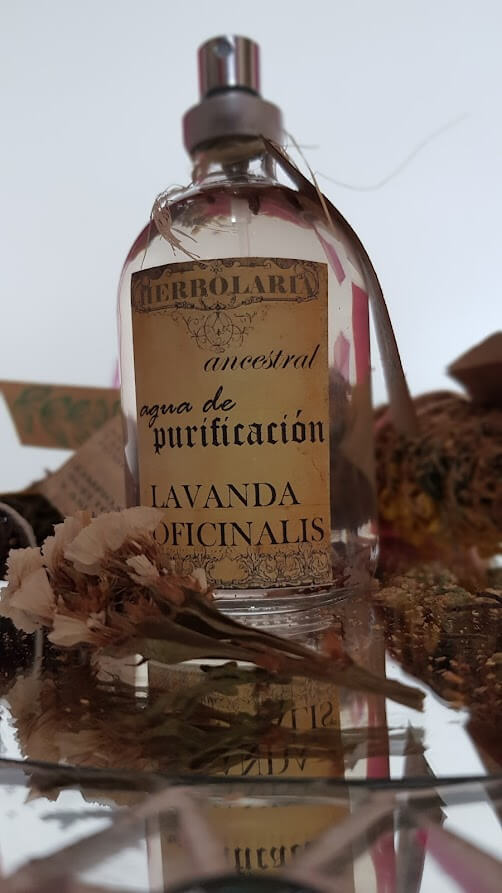 HERBOLARIA
ancestral
agua de
purificación
LAVANDA
OFICINALIS